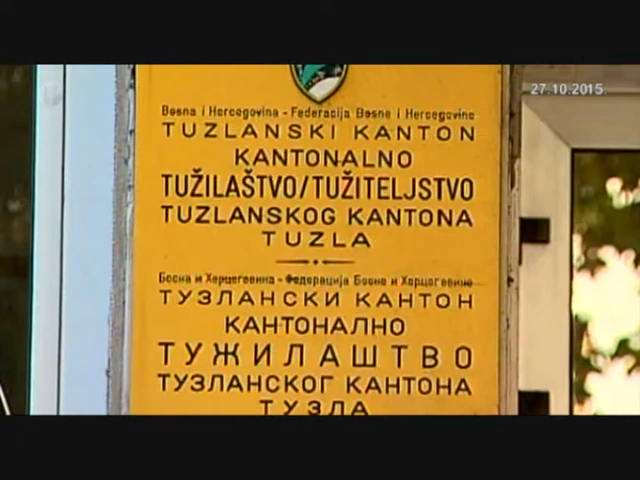 27.10.2015.
Bosna i Hercegovina - Federacija Bosne i Hercegovine
TUZLANSKI KANTON
KANTONALNO
TUŽILAŠTVO/TUŽITELJSTVO
TUZLANSKOG KANTONA
TUZLA
Босна и Херцеговина - Федерација Босне и Херцеговине
ТУЗЛАНСКИ КАНТОН
КАНТОНАЛНО
ТУЖИЛАШТВО
ТУЗЛАНСКОГ КАНТОНА
ТУЗЛА